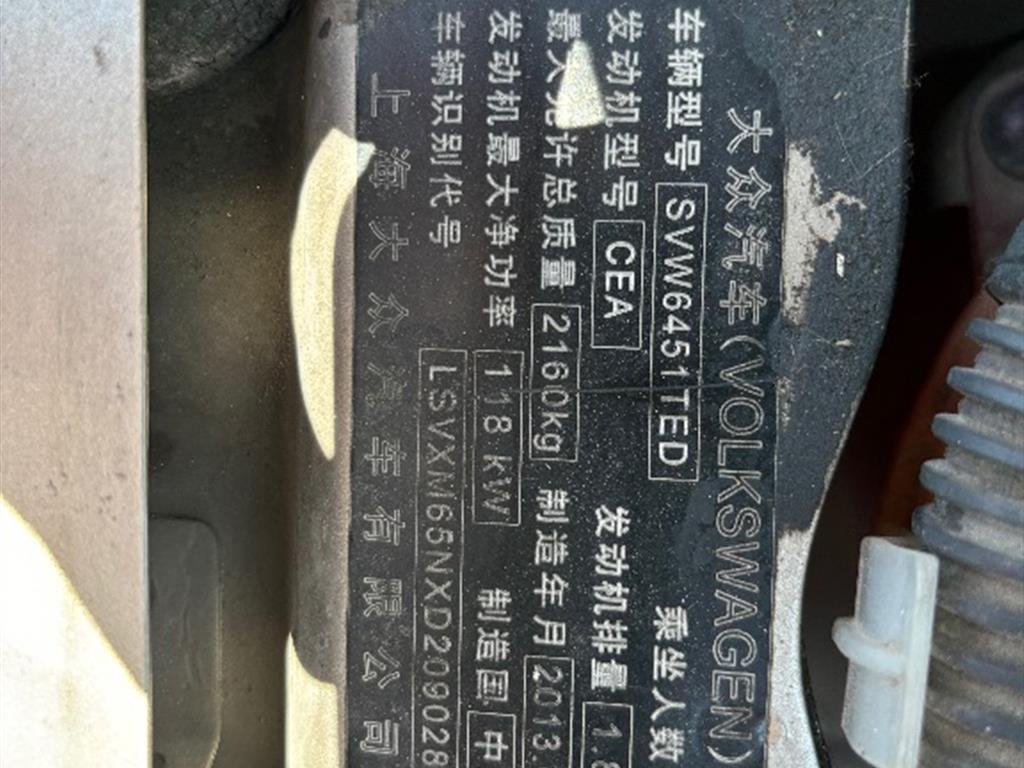 大众汽车(VOLKSWAGEN)
车辆型号 SVW6451TED 乘坐人数
发动机型号 CEA 发动机排量 1.8
最大允许总质量 2160kg 制造年月 2013.
发动机最大净功率 118kW 制造国 中
车辆识别代号 LSVXM65NXD209028
上海大众汽车有限公司